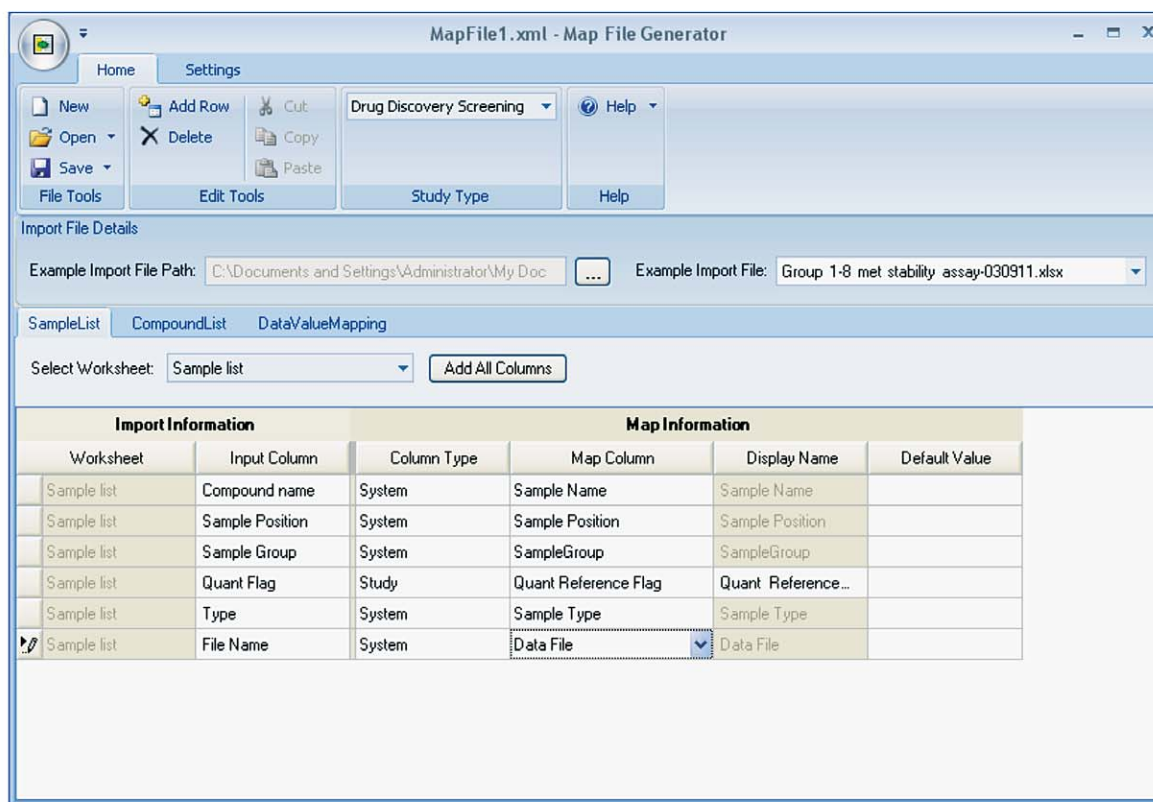 MapFile1.xml - Map File Generator
Home Settings
New Add Row Cut Drug Discovery Screening Help
Open Delete Copy
Save Paste
File Tools Edit Tools Study Type Help
Import File Details
Example Import File Path: C:\Documents and Settings\Administrator\My Doc ... Example Import File: Group 1-8 met stability assay-030911.xlsx
SampleList CompoundList DataValueMapping
Select Worksheet: Sample list Add All Columns
Import Information Map Information
Worksheet Input Column Column Type Map Column Display Name Default Value
Sample list Compound name System Sample Name Sample Name
Sample list Sample Position System Sample Position Sample Position
Sample list Sample Group System SampleGroup SampleGroup
Sample list Quant Flag Study Quant Reference Flag Quant Reference...
Sample list Type System Sample Type Sample Type
Sample list File Name System Data File Data File